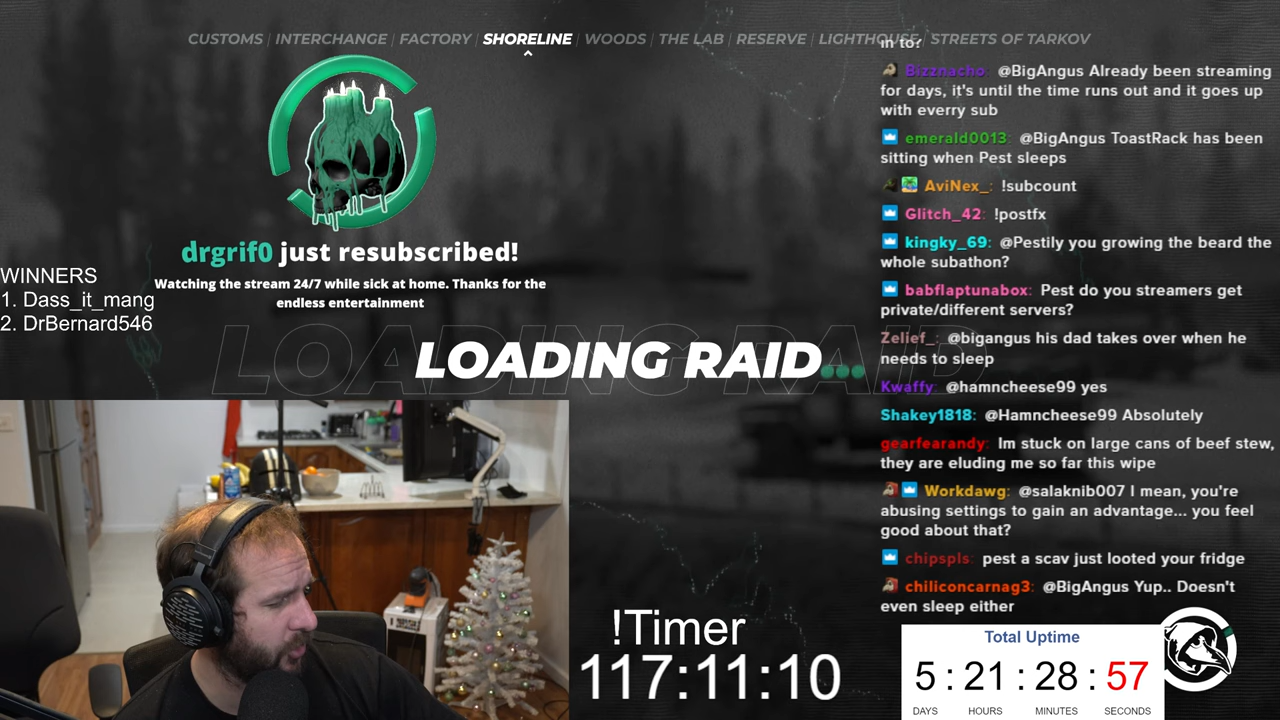 CUSTOMS | INTERCHANGE | FACTORY | SHORELINE | WOODS | THE LAB | RESERVE | LIGHTHOUSE | STREETS OF TARKOV
drgrif0 just resubscribed!
Watching the stream 24/7 while sick at home. Thanks for the
endless entertainment
WINNERS
1. Dass_it_mang
2. DrBernard546
LOADING RAID
LOADING RAID...
in to?
Bizznacho: @BigAngus Already been streaming
for days, it's until the time runs out and it goes up
with everry sub
emerald0013: @BigAngus ToastRack has been
sitting when Pest sleeps
AviNex_: !subcount
Glitch_42: !postfx
kingky_69: @Pestily you growing the beard the
whole subathon?
babflaptunabox: Pest do you streamers get
private/different servers?
Zelief_: @bigangus his dad takes over when he
needs to sleep
Kwaffy: @hamncheese99 yes
Shakey1818: @Hamncheese99 Absolutely
gearfearandy: Im stuck on large cans of beef stew,
they are eluding me so far this wipe
Workdawg: @salaknib007 I mean, you're
abusing settings to gain an advantage... you feel
good about that?
chipspls: pest a scav just looted your fridge
chiliconcarnag3: @BigAngus Yup.. Doesn't
even sleep either
!Timer
117:11:10
Total Uptime
5 : 21 : 28 : 57
DAYS HOURS MINUTES SECONDS